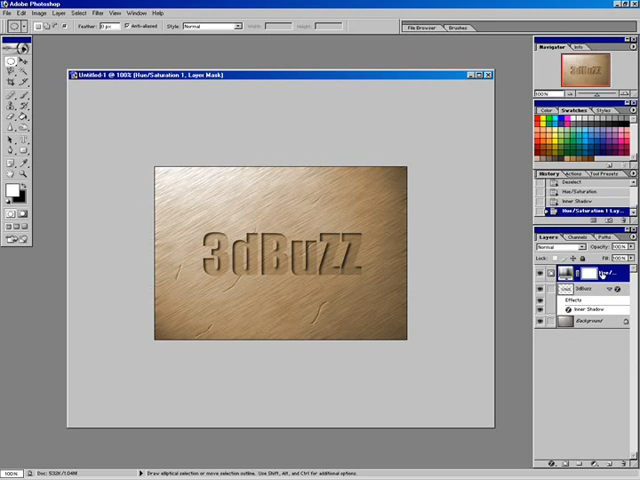 Adobe Photoshop
File Edit Image Layer Select Filter View Window Help
Feather: 0 px Anti-aliased Style: Normal Width: Height: File Browser Brushes
Untitled-1 @ 100% (Hue/Saturation 1, Layer Mask)
3dBuZZ
Navigator Info
3dBuZZ
100%
Color Swatches Styles
History Actions Tool Presets
Deselect
Hue/Saturation
Inner Shadow
Hue/Saturation 1 Lay...
Layers Channels Paths
Normal Opacity: 100%
Lock: Fill: 100%
Hue/...
3dBuzz
Effects
Inner Shadow
Background
100% Doc: 532K/1.04M Draw elliptical selection or move selection outline. Use Shift, Alt, and Ctrl for additional options.